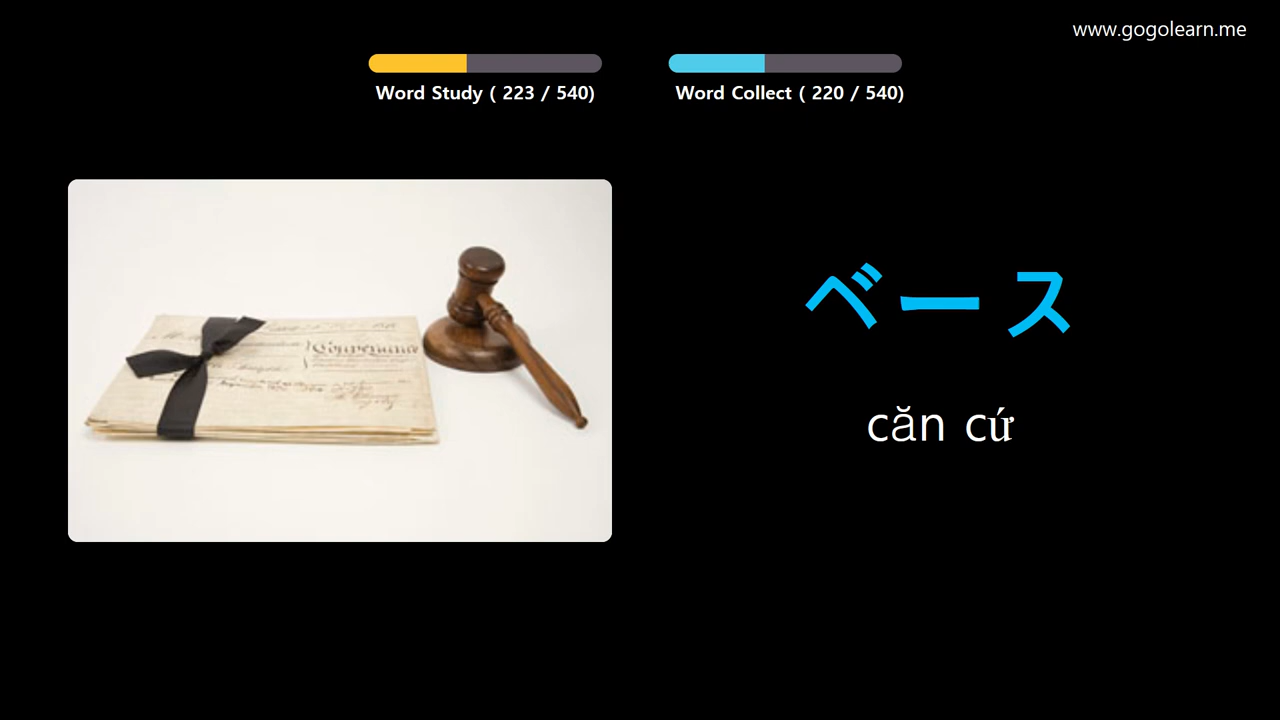 www.gogolearn.me
Word Study ( 223 / 540)
Word Collect ( 220 / 540)
ベース
căn cứ